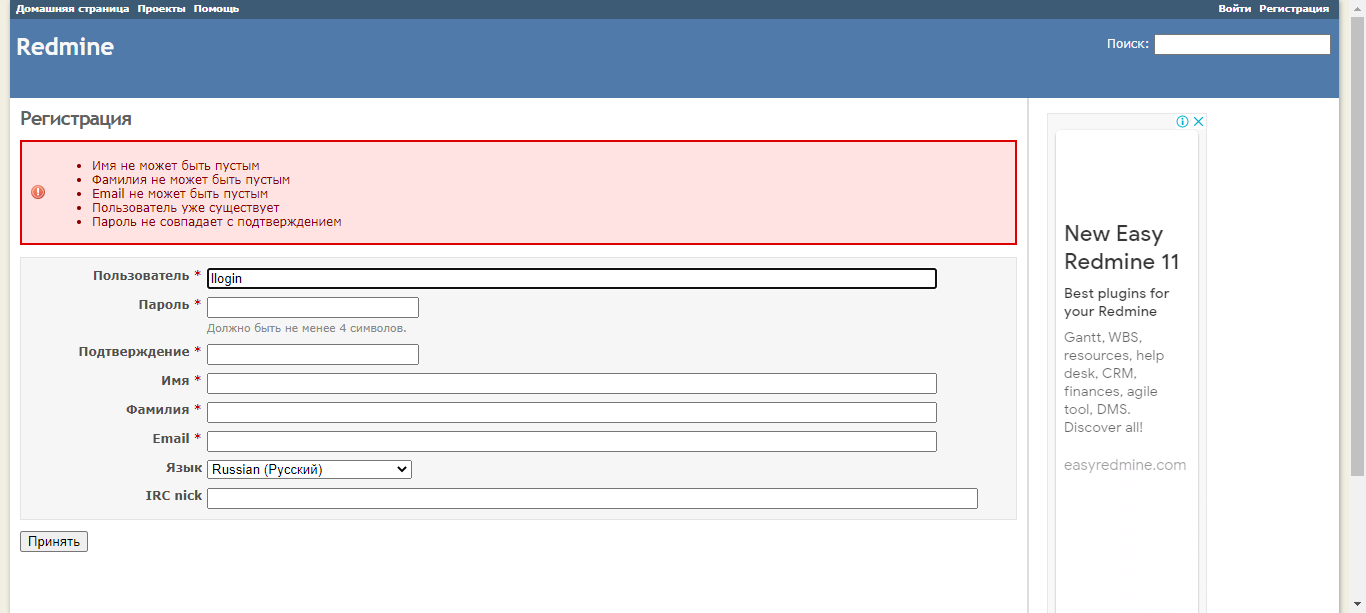 Домашняя страница Проекты Помощь
Войти Регистрация
Redmine
Поиск:
Регистрация
Имя не может быть пустым
Фамилия не может быть пустым
Email не может быть пустым
Пользователь уже существует
Пароль не совпадает с подтверждением
Пользователь * llogin
Пароль *
Должно быть не менее 4 символов.
Подтверждение *
Имя *
Фамилия *
Email *
Язык Russian (Русский)
IRC nick
Принять
New Easy
Redmine 11
Best plugins for
your Redmine
Gantt, WBS,
resources, help
desk, CRM,
finances, agile
tool, DMS.
Discover all!
easyredmine.com